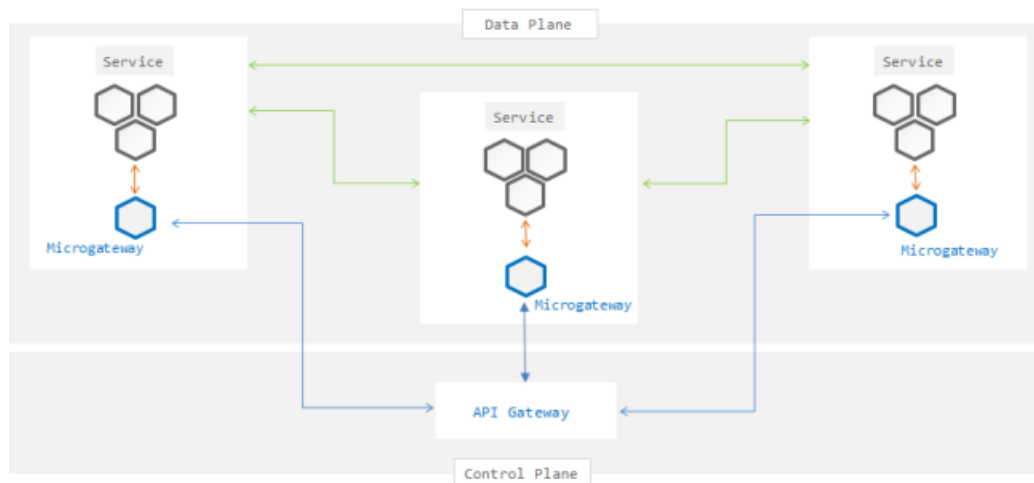 Data Plane
Service
Service
Service
Microgateway
Microgateway
Microgateway
API Gateway
Control Plane